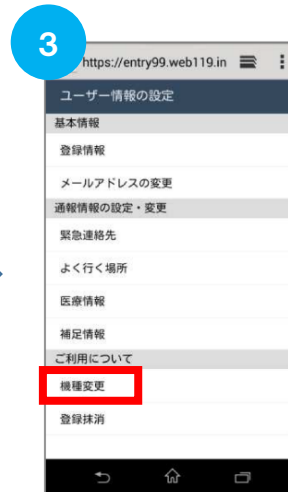 3
https://entry99.web119.in
ユーザー情報の設定
基本情報
登録情報
メールアドレスの変更
通報情報の設定・変更
緊急連絡先
よく行く場所
医療情報
補足情報
ご利用について
機種変更
登録抹消